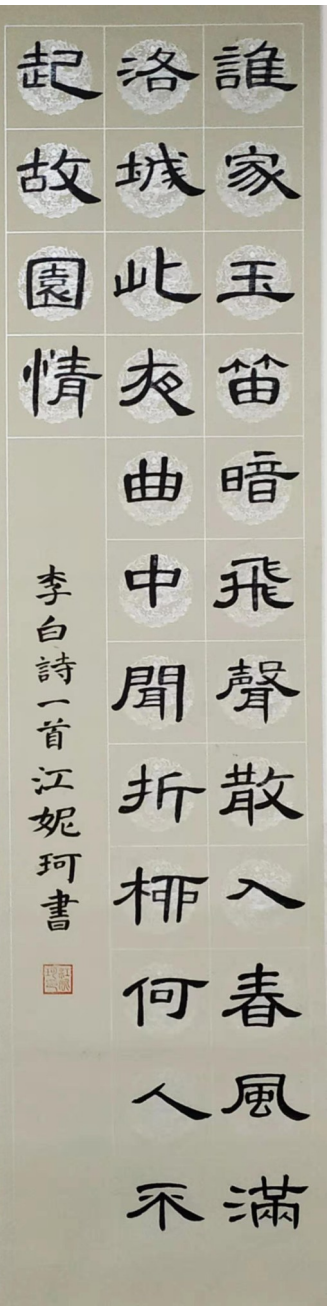 誰家玉笛暗飛聲散入春風滿
洛城此夜曲中聞折柳何人不
起故園情
李白詩一首江妮珂書